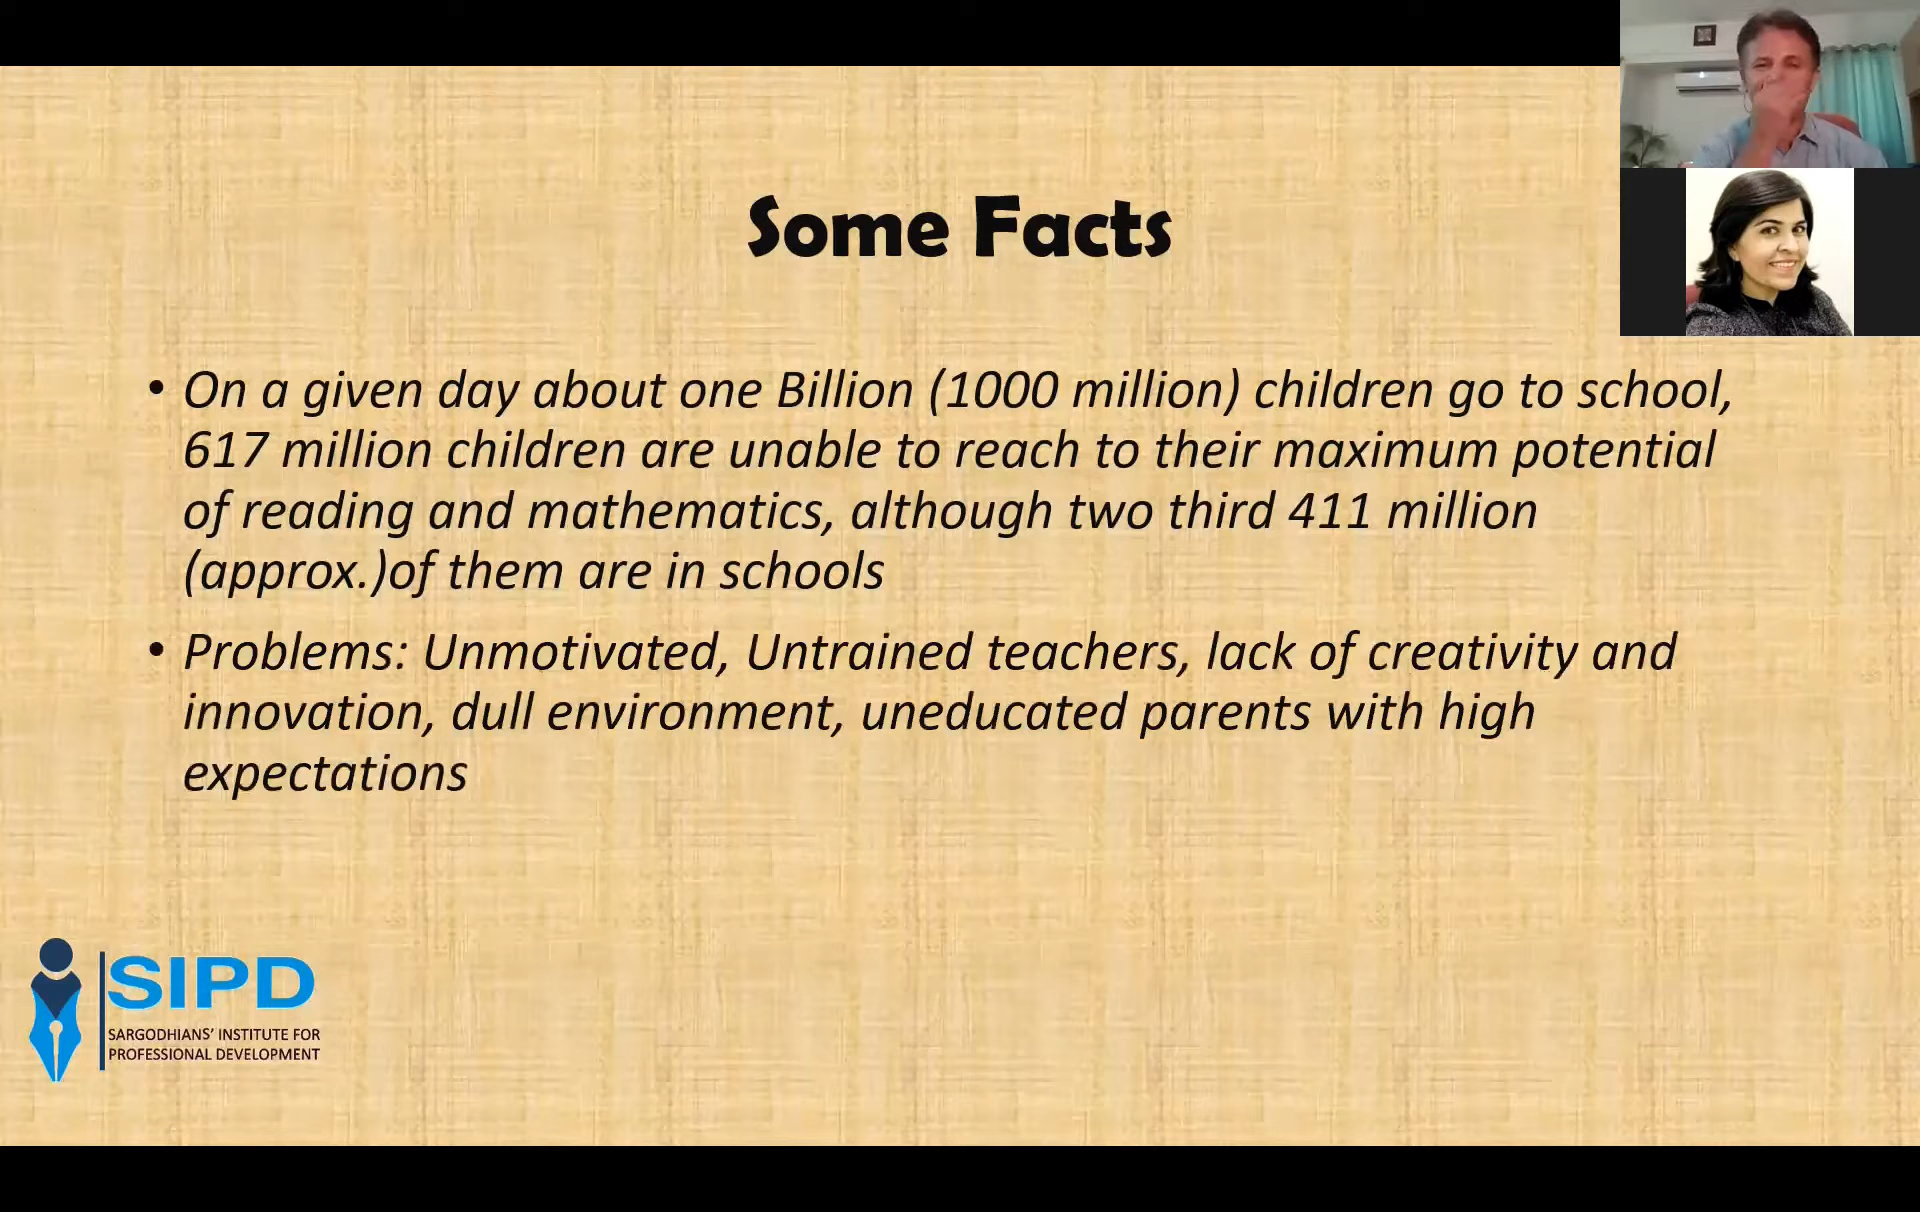 Some Facts
• On a given day about one Billion (1000 million) children go to school,
617 million children are unable to reach to their maximum potential
of reading and mathematics, although two third 411 million
(approx.)of them are in schools
• Problems: Unmotivated, Untrained teachers, lack of creativity and
innovation, dull environment, uneducated parents with high
expectations
SIPD
SARGODHIANS' INSTITUTE FOR
PROFESSIONAL DEVELOPMENT